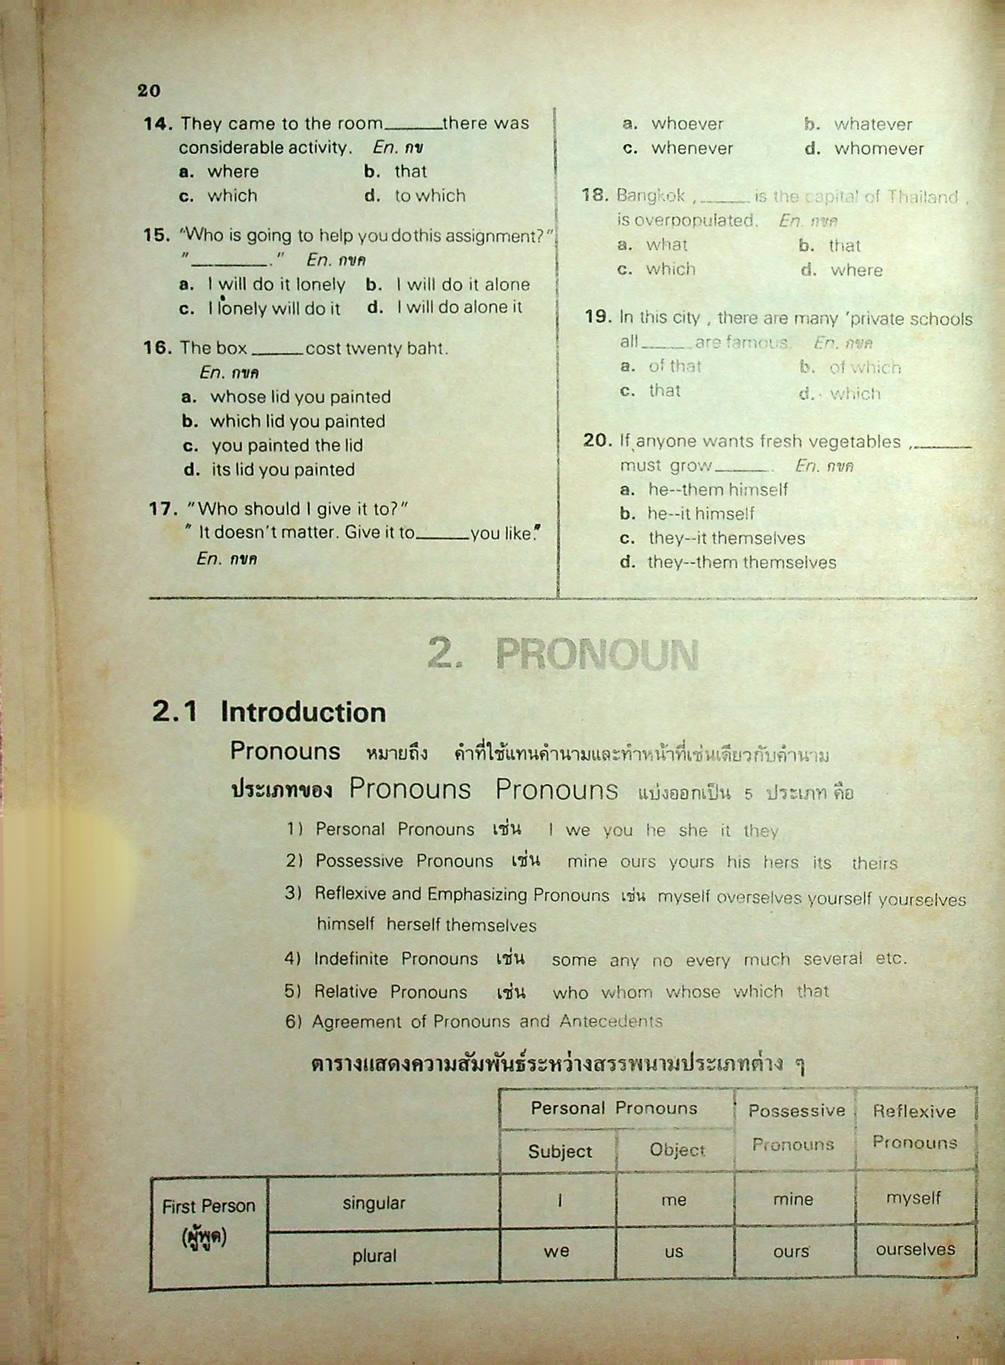 20
14. They came to the room______there was
considerable activity. En. กข
a. where b. that
c. which d. to which
15. "Who is going to help you do this assignment?"
"________." En. กขค
a. I will do it lonely b. I will do it alone
c. I lonely will do it d. I will do alone it
16. The box _____ cost twenty baht.
En. กขค
a. whose lid you painted
b. which lid you painted
c. you painted the lid
d. its lid you painted
17. "Who should I give it to?"
" It doesn't matter. Give it to_____you like."
En. กขค
a. whoever b. whatever
c. whenever d. whomever
18. Bangkok , _____ is the capital of Thailand ,
is overpopulated. En. กขค
a. what b. that
c. which d. where
19. In this city , there are many 'private schools
all_____ are famous. En. กขค
a. of that b. of which
c. that d. which
20. If anyone wants fresh vegetables ,______
must grow______. En. กขค
a. he--them himself
b. he--it himself
c. they--it themselves
d. they--them themselves
2. PRONOUN
2.1 Introduction
Pronouns หมายถึง คำที่ใช้แทนคำนามและทำหน้าที่เช่นเดียวกับคำนาม
ประเภทของ Pronouns Pronouns แบ่งออกเป็น 5 ประเภท คือ
1) Personal Pronouns เช่น I we you he she it they
2) Possessive Pronouns เช่น mine ours yours his hers its theirs
3) Reflexive and Emphasizing Pronouns เช่น myself overselves yourself yourselves
himself herself themselves
4) Indefinite Pronouns เช่น some any no every much several etc.
5) Relative Pronouns เช่น who whom whose which that
6) Agreement of Pronouns and Antecedents
ตารางแสดงความสัมพันธ์ระหว่างสรรพนามประเภทต่าง ๆ
Personal Pronouns Possessive Reflexive
Subject Object Pronouns Pronouns
First Person singular I me mine myself
(ผู้พูด) plural we us ours ourselves